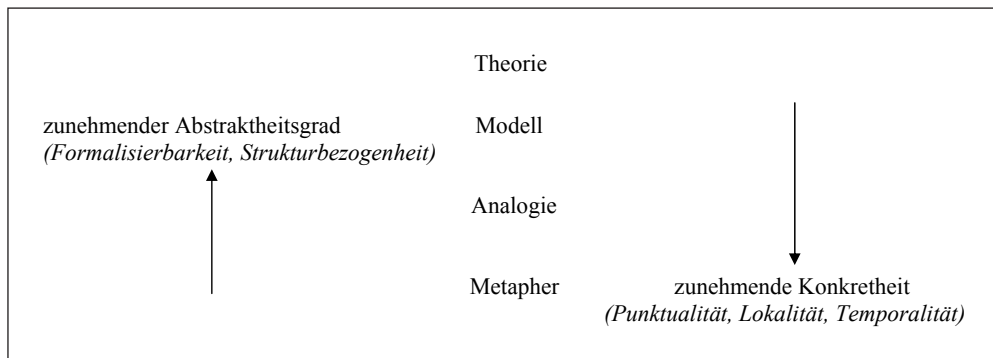 Theorie
zunehmender Abstraktheitsgrad
(Formalisierbarkeit, Strukturbezogenheit)
Modell
Analogie
Metapher
zunehmende Konkretheit
(Punktualität, Lokalität, Temporalität)